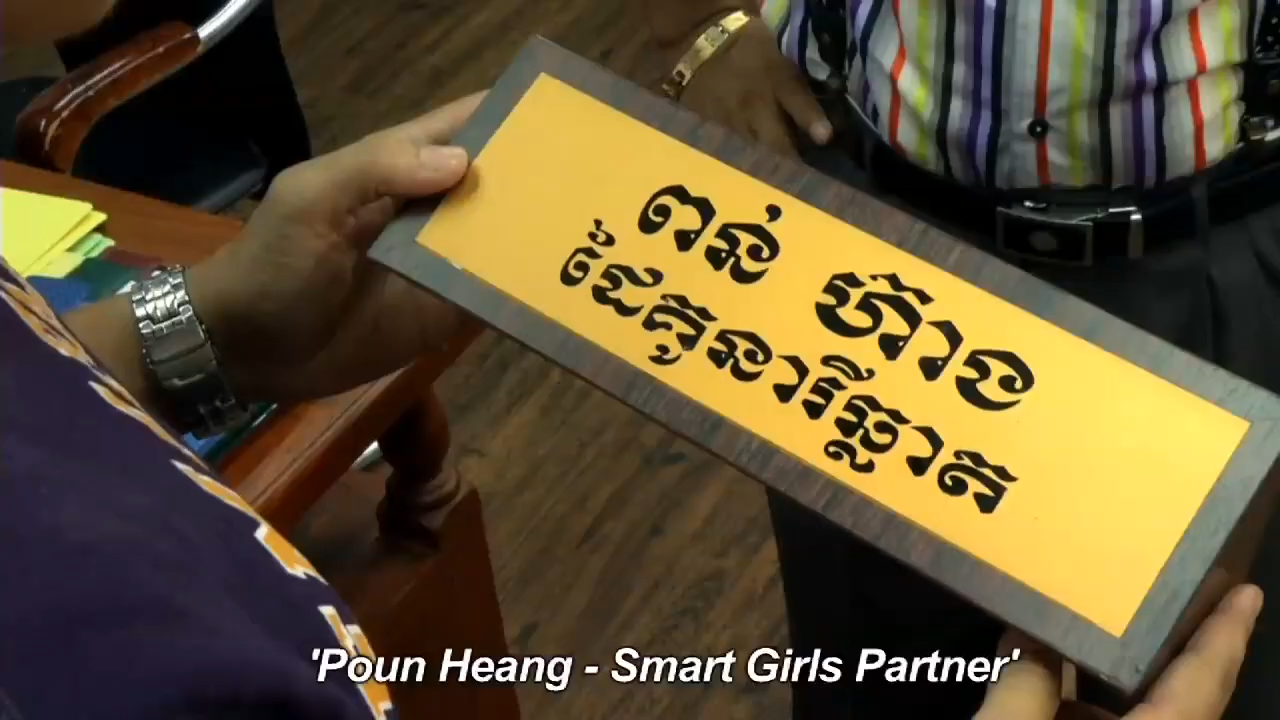 ពន់ ហ៊ាង
ដៃគូនារីឆ្លាត
'Poun Heang - Smart Girls Partner'